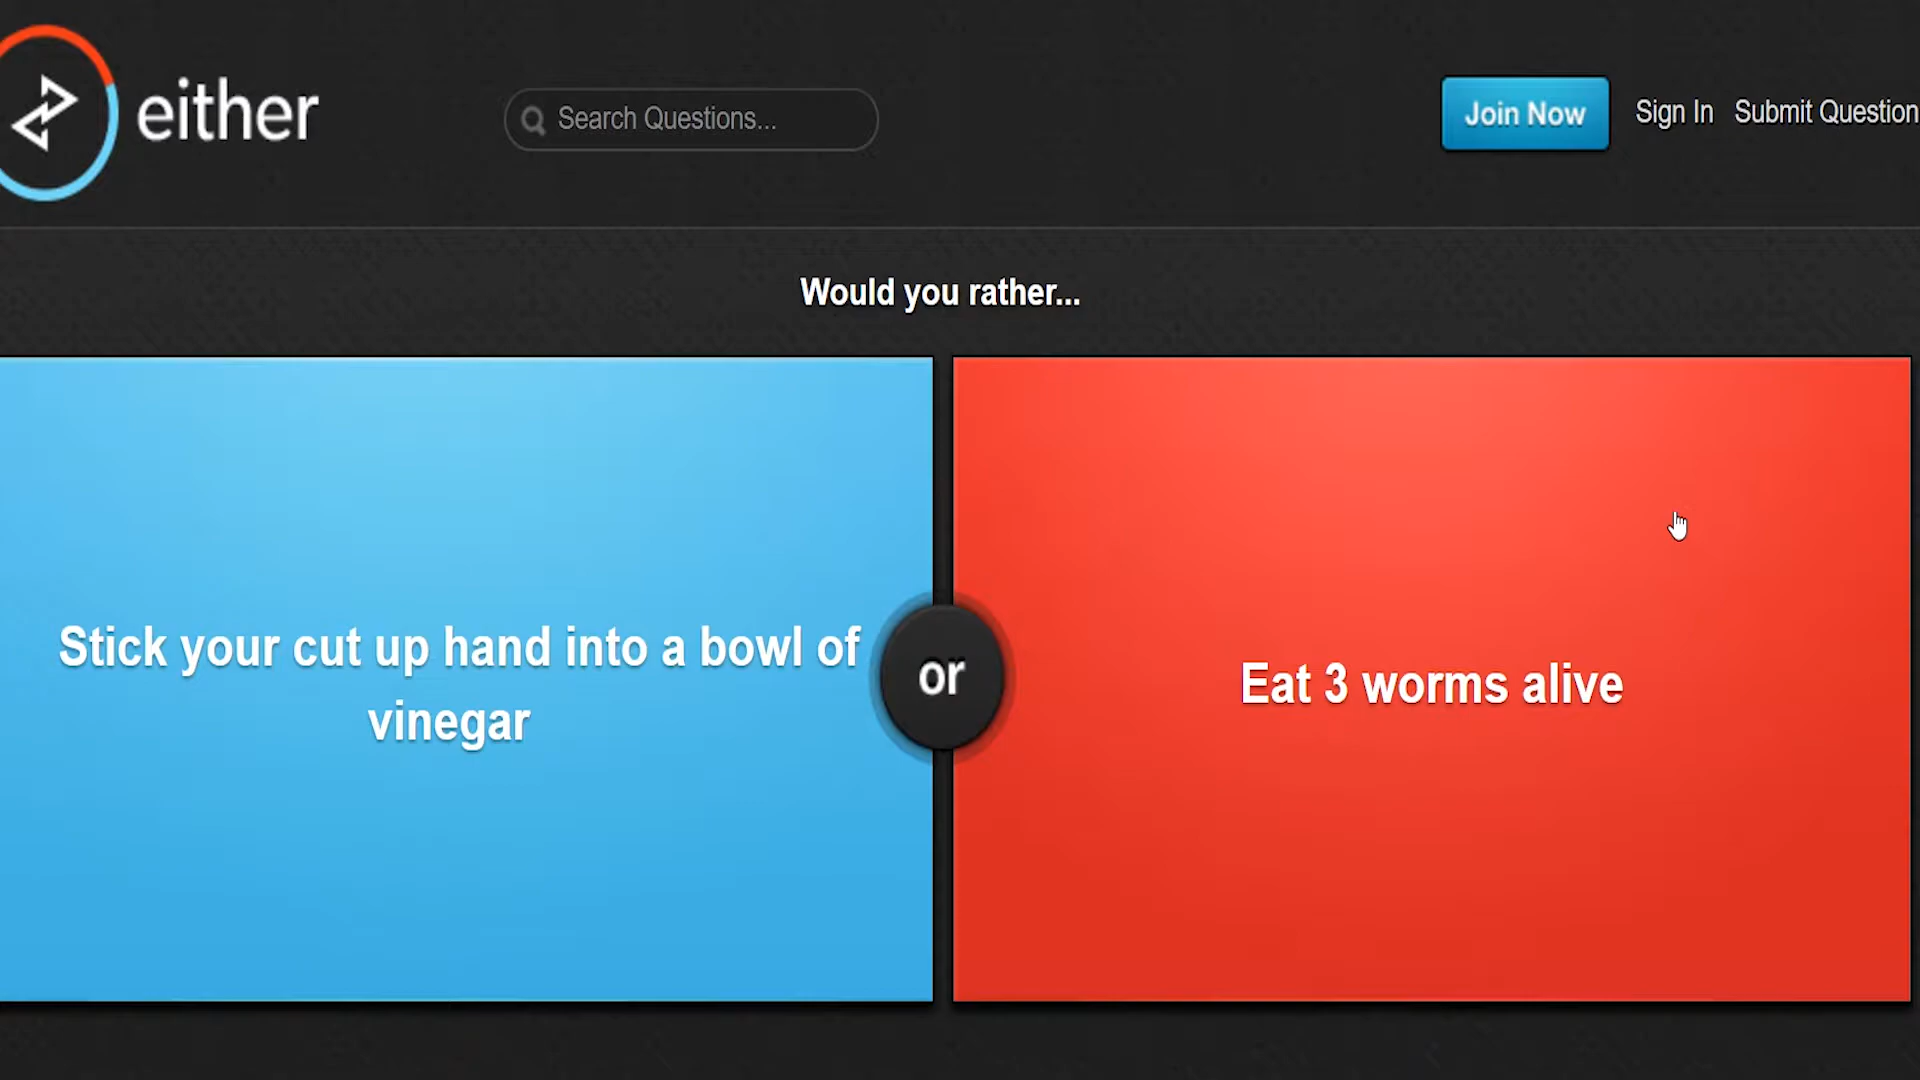 either
Search Questions...
Join Now
Sign In
Submit Question
Would you rather...
Stick your cut up hand into a bowl of
vinegar
or
Eat 3 worms alive